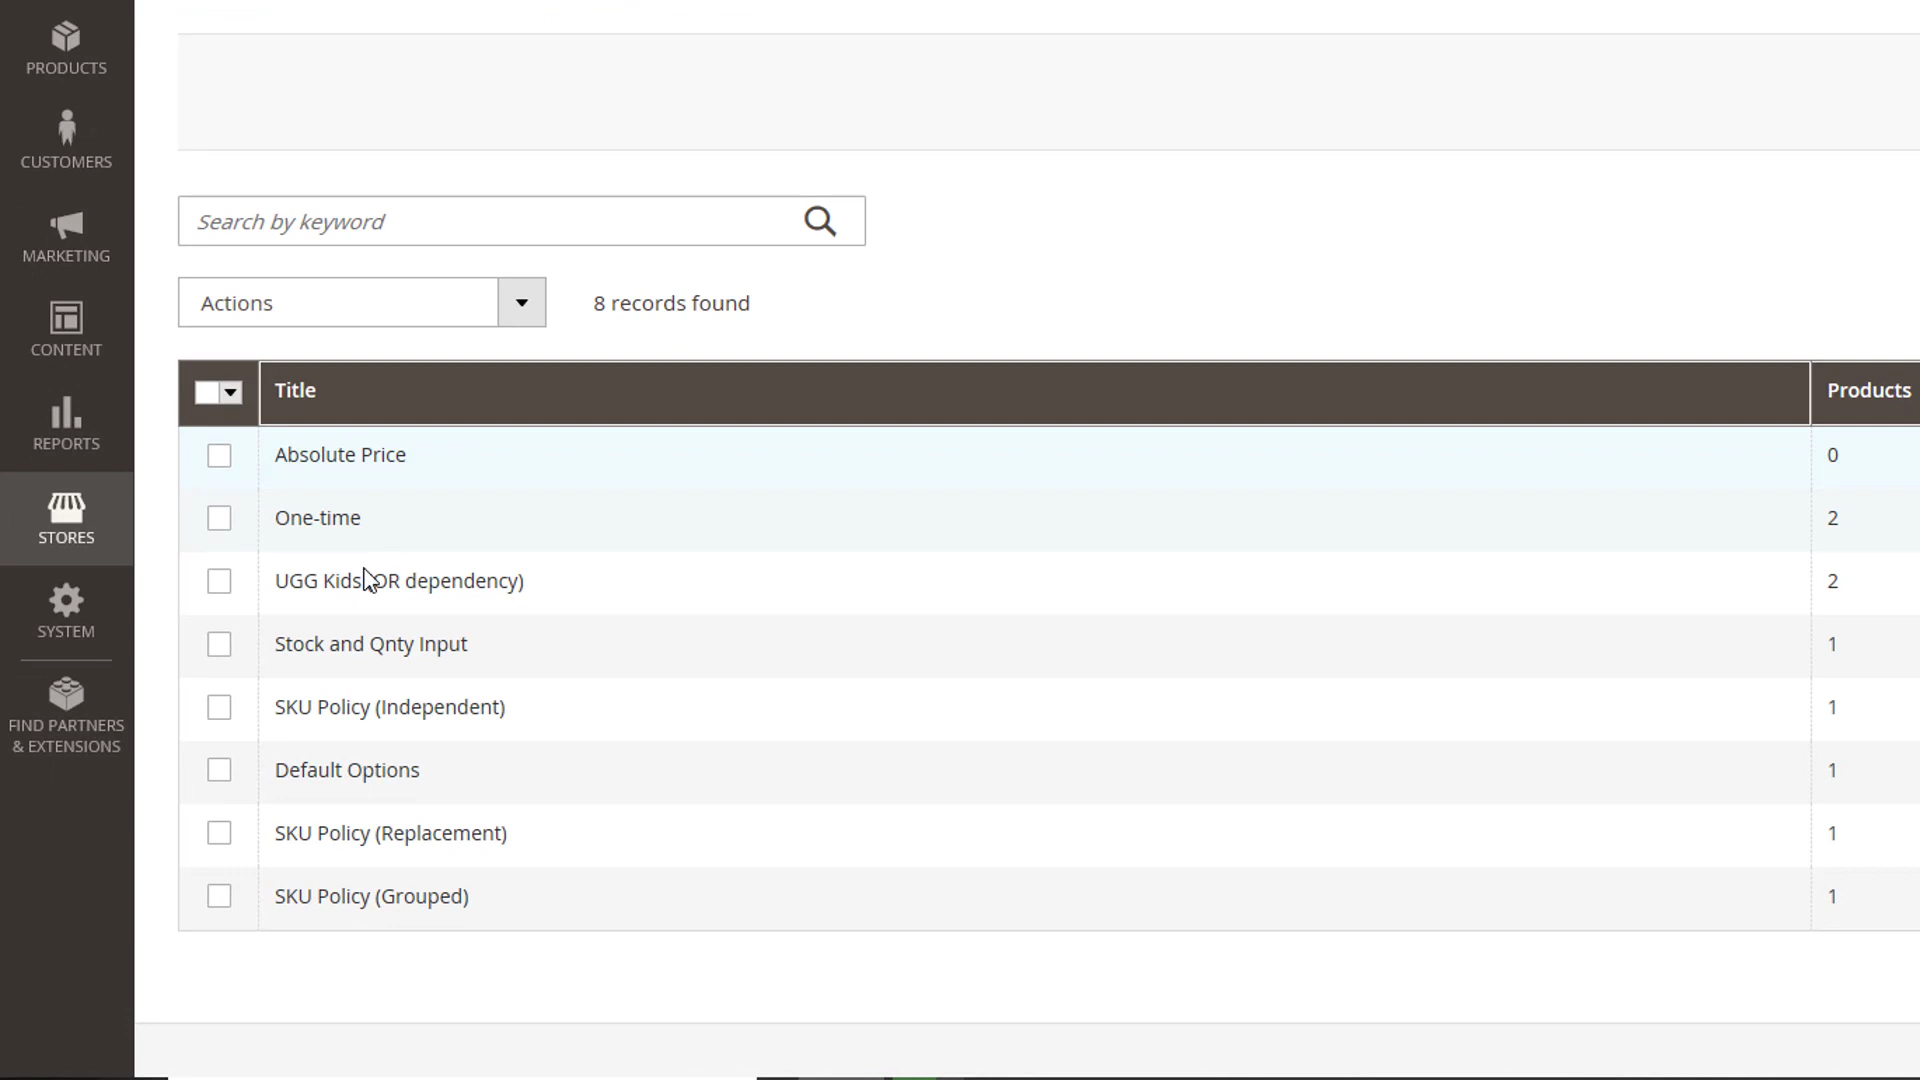 PRODUCTS
CUSTOMERS
MARKETING
CONTENT
REPORTS
STORES
SYSTEM
FIND PARTNERS
& EXTENSIONS
Search by keyword
Actions
8 records found
Title Products
Absolute Price 0
One-time 2
UGG Kids OR dependency) 2
Stock and Qnty Input 1
SKU Policy (Independent) 1
Default Options 1
SKU Policy (Replacement) 1
SKU Policy (Grouped) 1